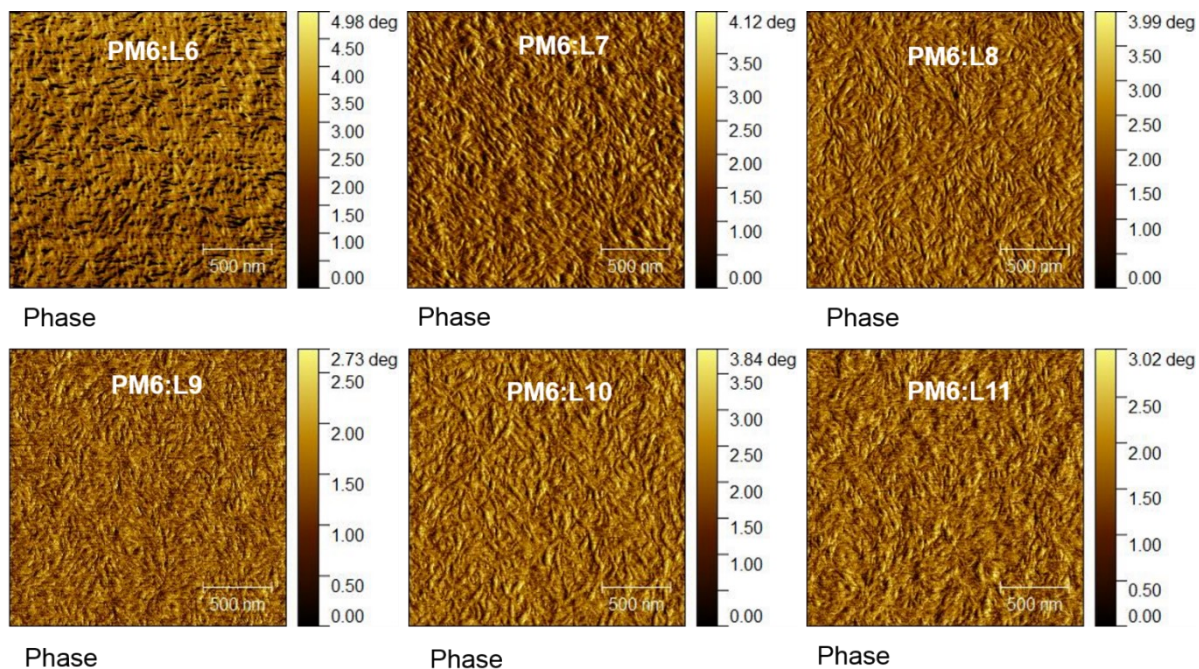 PM6:L6
4.98 deg
4.50
4.00
3.50
3.00
2.50
2.00
1.50
1.00
0.00
500 nm
Phase
PM6:L7
4.12 deg
3.50
3.00
2.50
2.00
1.50
1.00
0.00
500 nm
Phase
PM6:L8
3.99 deg
3.50
3.00
2.50
2.00
1.50
1.00
0.00
500 nm
Phase
PM6:L9
2.73 deg
2.50
2.00
1.50
1.00
0.50
0.00
500 nm
Phase
PM6:L10
3.84 deg
3.50
3.00
2.50
2.00
1.50
1.00
0.00
500 nm
Phase
PM6:L11
3.02 deg
2.50
2.00
1.50
1.00
0.50
0.00
500 nm
Phase